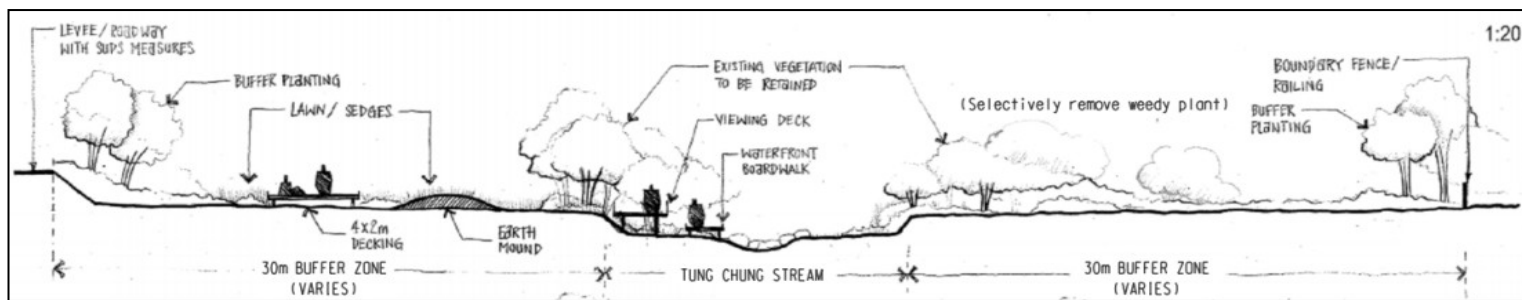 LEVEE/ROADWAY
WITH SUDS MEASURES
BUFFER PLANTING
LAWN/ SEDGES
EXISTING VEGETATION
TO BE RETAINED
VIEWING DECK
WATERFRONT
BOARDWALK
(Selectively remove weedy plant)
1:20
BOUNDARY FENCE/
RAILING
BUFFER
PLANTING
4x2m
DECKING
EARTH
MOUND
30m BUFFER ZONE
(VARIES)
TUNG CHUNG STREAM
30m BUFFER ZONE
(VARIES)